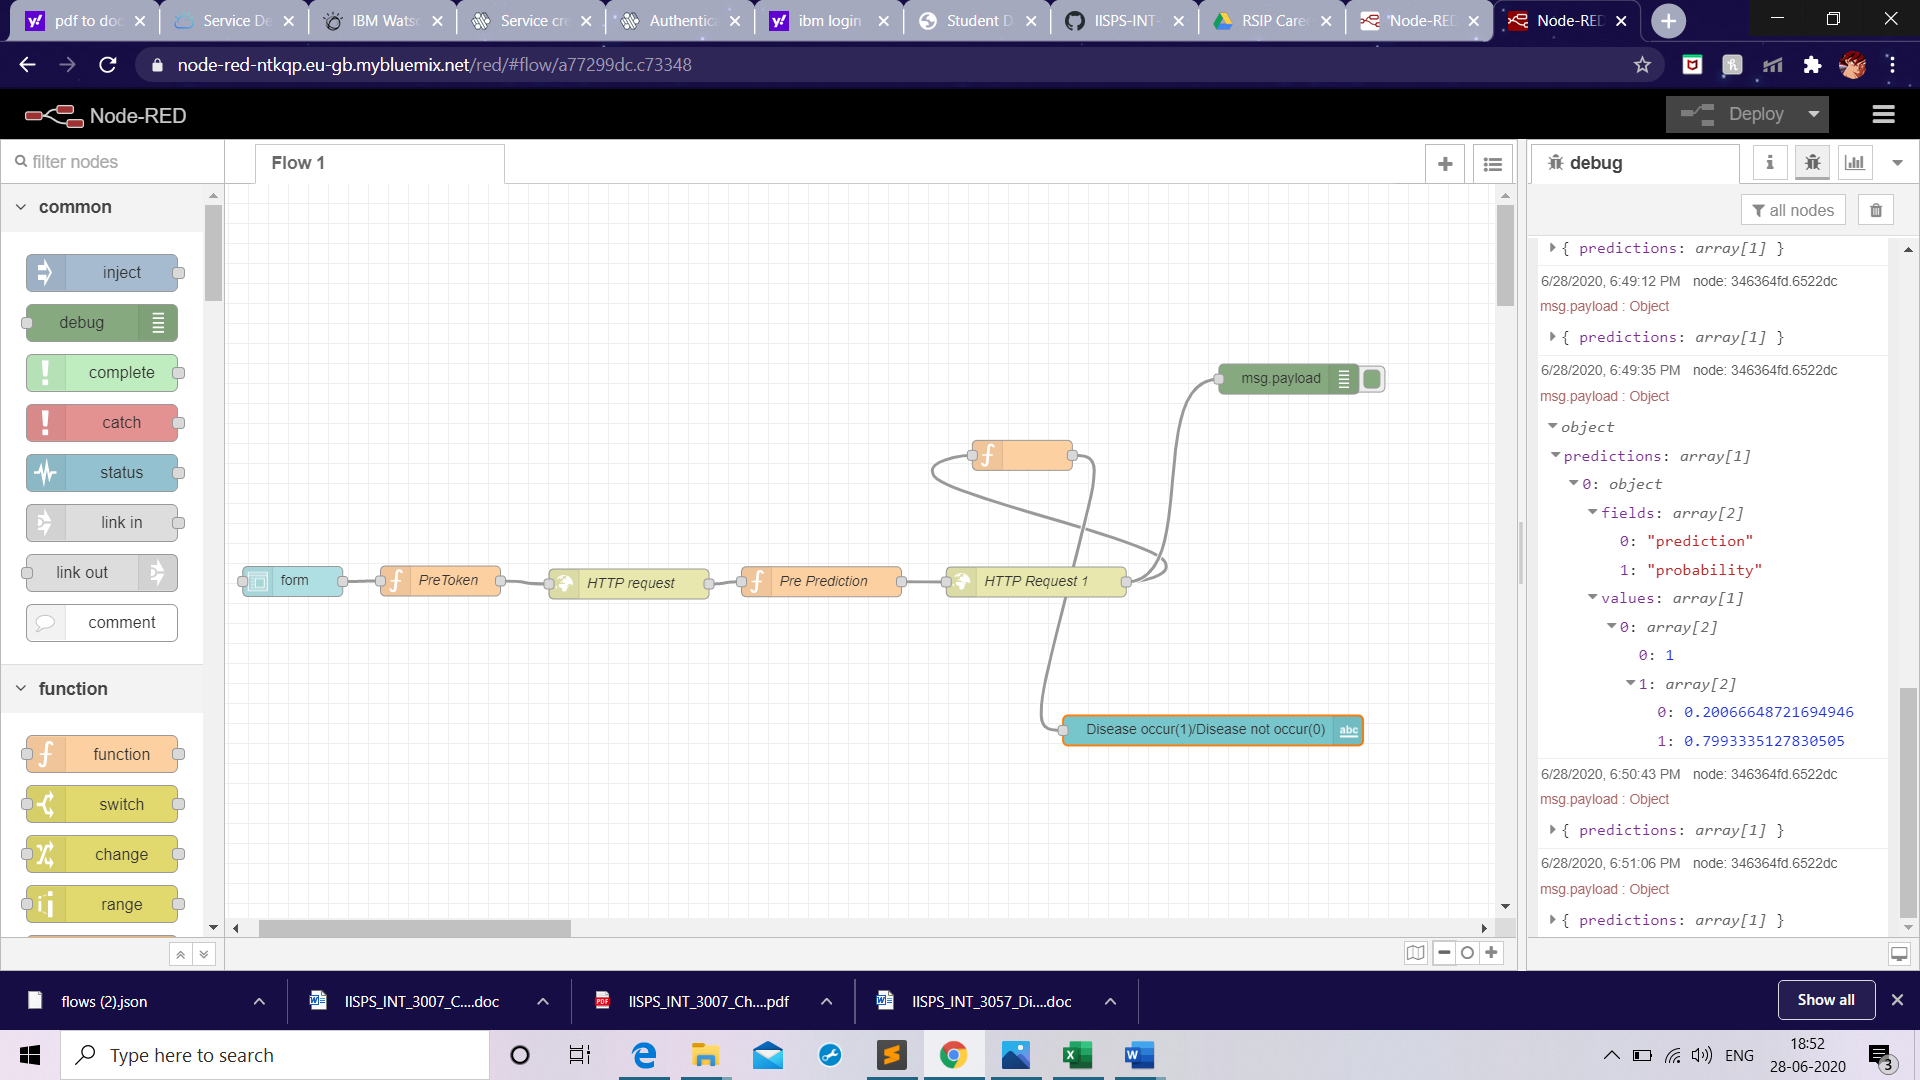 pdf to doc
Service De
IBM Watso
Service cre
Authentica
ibm login
Student D
IISPS-INT-
RSIP Care
Node-RED
Node-RED
node-red-ntkqp.eu-gb.mybluemix.net/red/#flow/a77299dc.c73348
Node-RED
Deploy
filter nodes
Flow 1
debug
all nodes
common
inject
debug
complete
catch
status
link in
link out
comment
function
function
switch
change
range
msg.payload
form
PreToken
HTTP request
Pre Prediction
HTTP Request 1
Disease occur(1)/Disease not occur(0)
abc
{ predictions: array[1] }
6/28/2020, 6:49:12 PM node: 346364fd.6522dc
msg.payload : Object
{ predictions: array[1] }
6/28/2020, 6:49:35 PM node: 346364fd.6522dc
msg.payload : Object
object
predictions: array[1]
0: object
fields: array[2]
0: "prediction"
1: "probability"
values: array[1]
0: array[2]
0: 1
1: array[2]
0: 0.20066648721694946
1: 0.7993335127830505
6/28/2020, 6:50:43 PM node: 346364fd.6522dc
msg.payload : Object
{ predictions: array[1] }
6/28/2020, 6:51:06 PM node: 346364fd.6522dc
msg.payload : Object
{ predictions: array[1] }
flows (2).json
IISPS_INT_3007_C....doc
IISPS_INT_3007_Ch....pdf
IISPS_INT_3057_Di....doc
Show all
Type here to search
ENG
18:52
28-06-2020
3